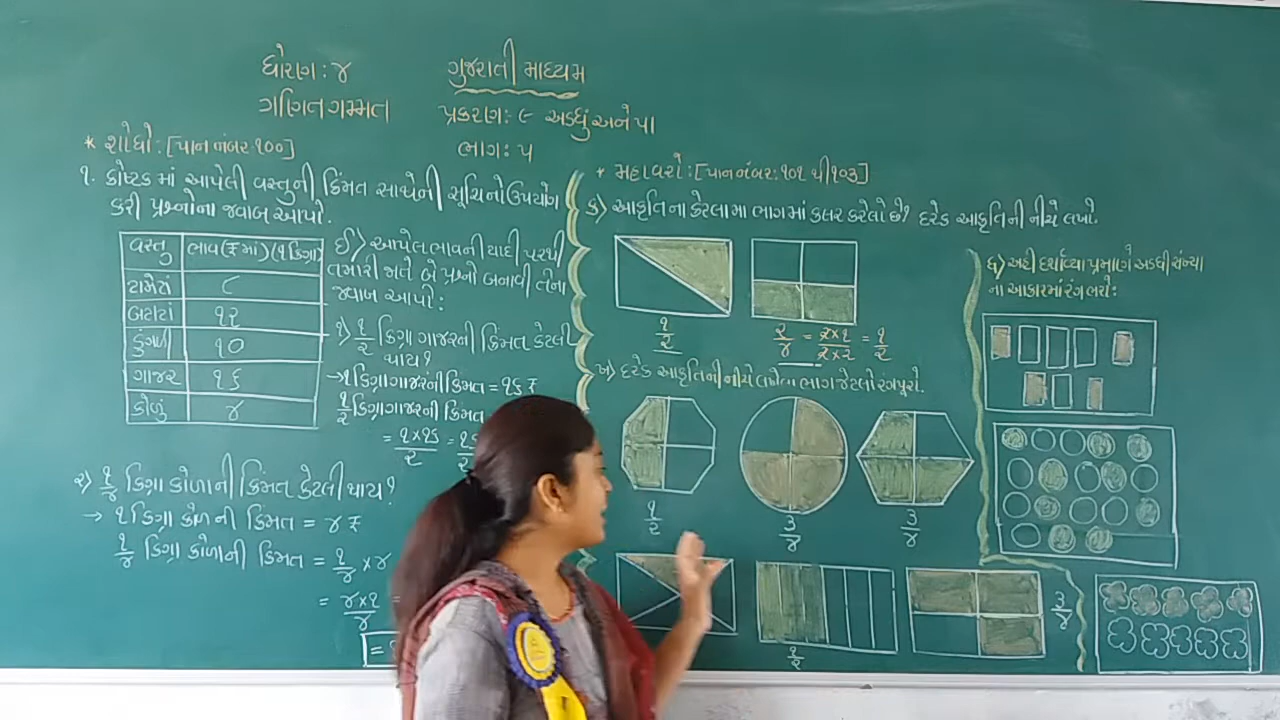 ધોરણ : ૪
ગુજરાતી માધ્યમ
ગણિત ગમ્મત
પ્રકરણ : ૯ અડધું અને પા
ભાગ : ૫
* શોધો : [પાન નંબર ૧૦૦]
૧. કોષ્ટકમાં આપેલી વસ્તુની કિંમત સાથેની સૂચિનો ઉપયોગ
કરી પ્રશ્નોના જવાબ આપો.
વસ્તુ ભાવ (₹ માં) (૧ કિગ્રા)
ટામેટાં ૮
બટાટાં ૧૨
ડુંગળી ૧૦
ગાજર ૧૬
કોળું ૪
ઈ) આપેલ ભાવની યાદી પરથી
તમારી જાતે બે પ્રશ્નો બનાવી તેના
જવાબ આપો :
૧) ૧/૨ કિગ્રા ગાજરની કિંમત કેટલી
થાય ?
→ ૧ કિગ્રા ગાજરની કિંમત = ૧૬ ₹
૧/૨ કિગ્રા ગાજરની કિંમત
= ૧ × ૧૬/૨ = ૧૬/૨
૨) ૧/૪ કિગ્રા કોળાની કિંમત કેટલી થાય ?
→ ૧ કિગ્રા કોળાની કિંમત = ૪ ₹
૧/૪ કિગ્રા કોળાની કિંમત = ૧/૪ × ૪
= ૪ × ૧/૪ =
=
* મહાવરો : [પાન નંબર : ૧૦૧ થી ૧૦૩]
ક) આકૃતિના કેટલામા ભાગમાં કલર કરેલો છે? દરેક આકૃતિની નીચે લખો.
૧/૨
૨/૪ = ૨×૧/૨×૨ = ૧/૨
ખ) દરેક આકૃતિની નીચે લખેલા ભાગ જેટલો રંગ પૂરો.
૧/૨
૩/૪
૩/૪
૧/૨
૩/૪
ઘ) અહીં દર્શાવ્યા પ્રમાણે અડધી સંખ્યા
ના આકારમાં રંગ ભરો :